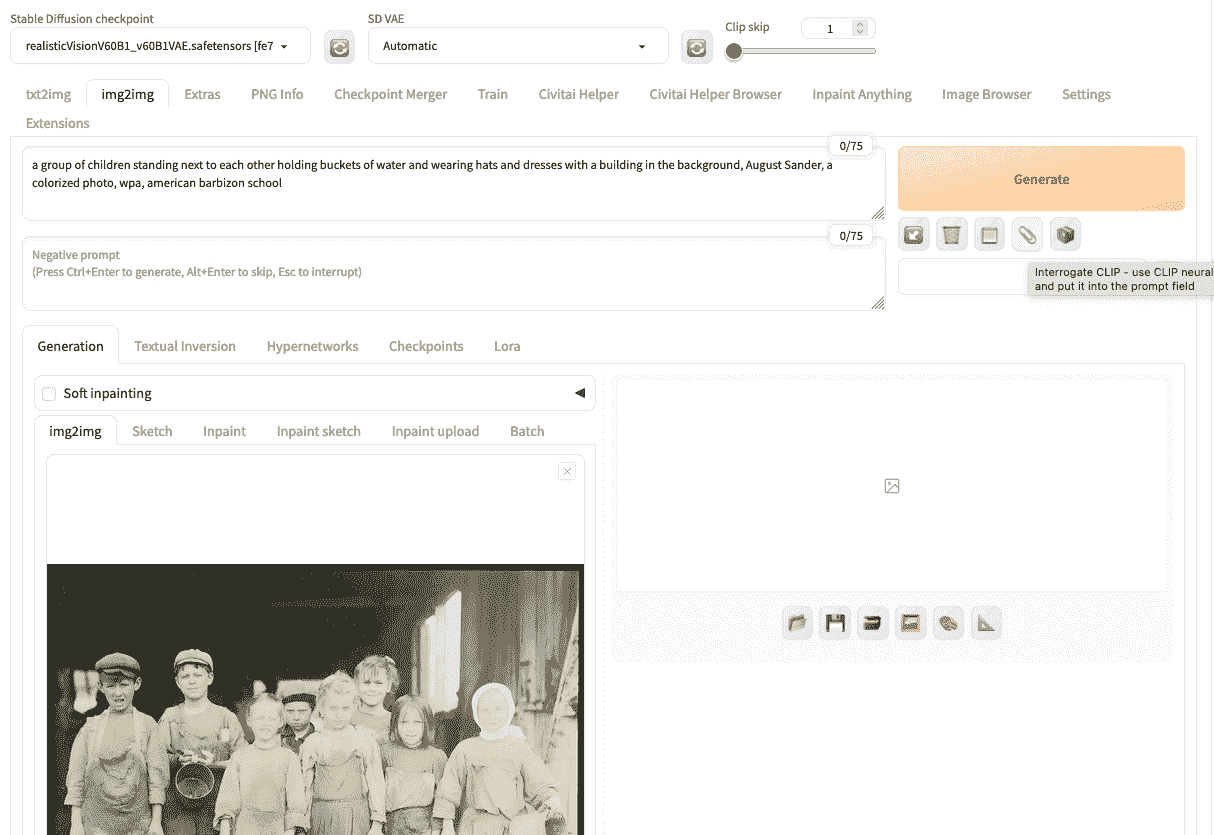 Stable Diffusion checkpoint
SD VAE
Clip skip
1
realisticVisionV60B1_v60B1VAE.safetensors [fe7
Automatic
txt2img
img2img
Extras
PNG Info
Checkpoint Merger
Train
Civitai Helper
Civitai Helper Browser
Inpaint Anything
Image Browser
Settings
Extensions
0/75
a group of children standing next to each other holding buckets of water and wearing hats and dresses with a building in the background, August Sander, a
colorized photo, wpa, american barbizon school
Generate
0/75
Negative prompt
(Press Ctrl+Enter to generate, Alt+Enter to skip, Esc to interrupt)
Interrogate CLIP - use CLIP neural
and put it into the prompt field
Generation
Textual Inversion
Hypernetworks
Checkpoints
Lora
Soft inpainting
img2img
Sketch
Inpaint
Inpaint sketch
Inpaint upload
Batch